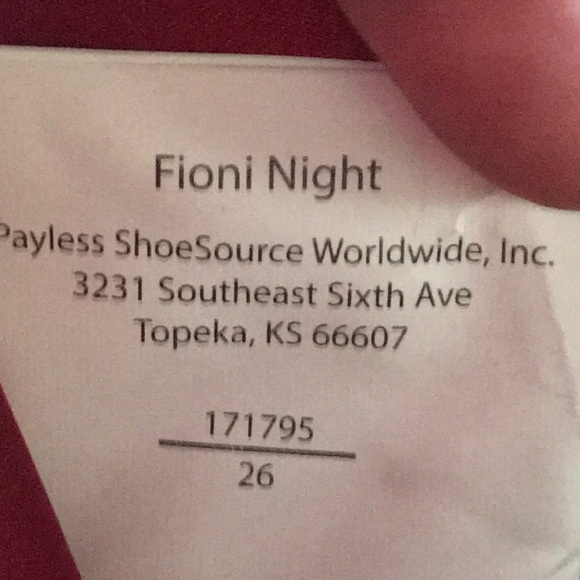 Fioni Night
Payless ShoeSource Worldwide, Inc.
3231 Southeast Sixth Ave
Topeka, KS 66607
171795
26